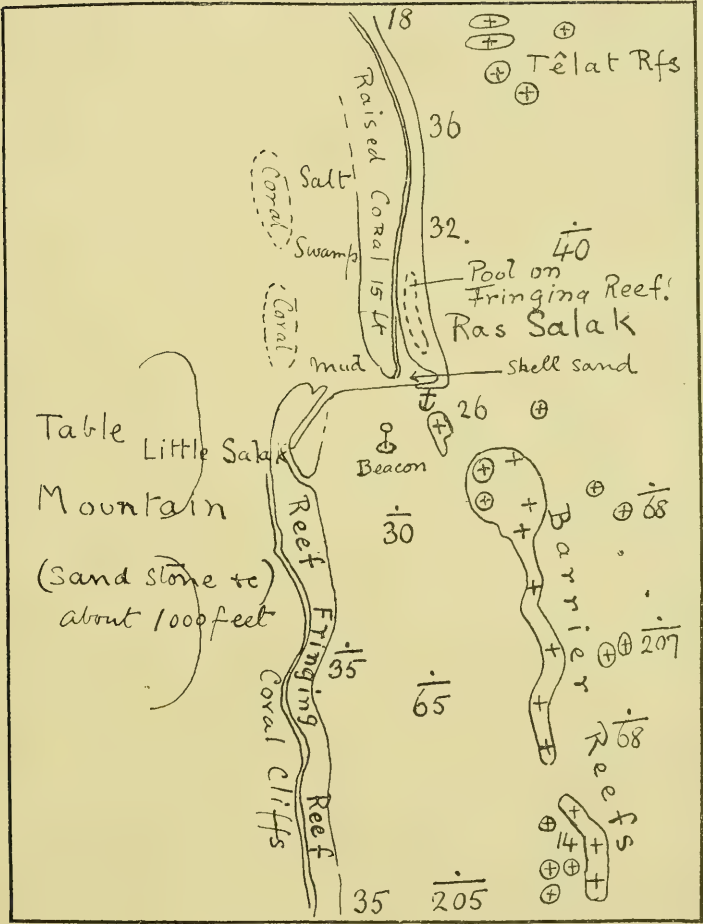 18
Têlat Rfs
36
Raised Coral 15 ft
Coral
Salt
32.
Swamp
40
Pool on
Fringing Reef.
Ras Salak
Coral
mud
shell sand
26
Table
Little Salak
Beacon
Mountain
68
30
Barrier Reefs
(Sand stone &c)
about 1000 feet
Reef Fringing Reef
35
207
65
Coral Cliffs
68
14
35
205